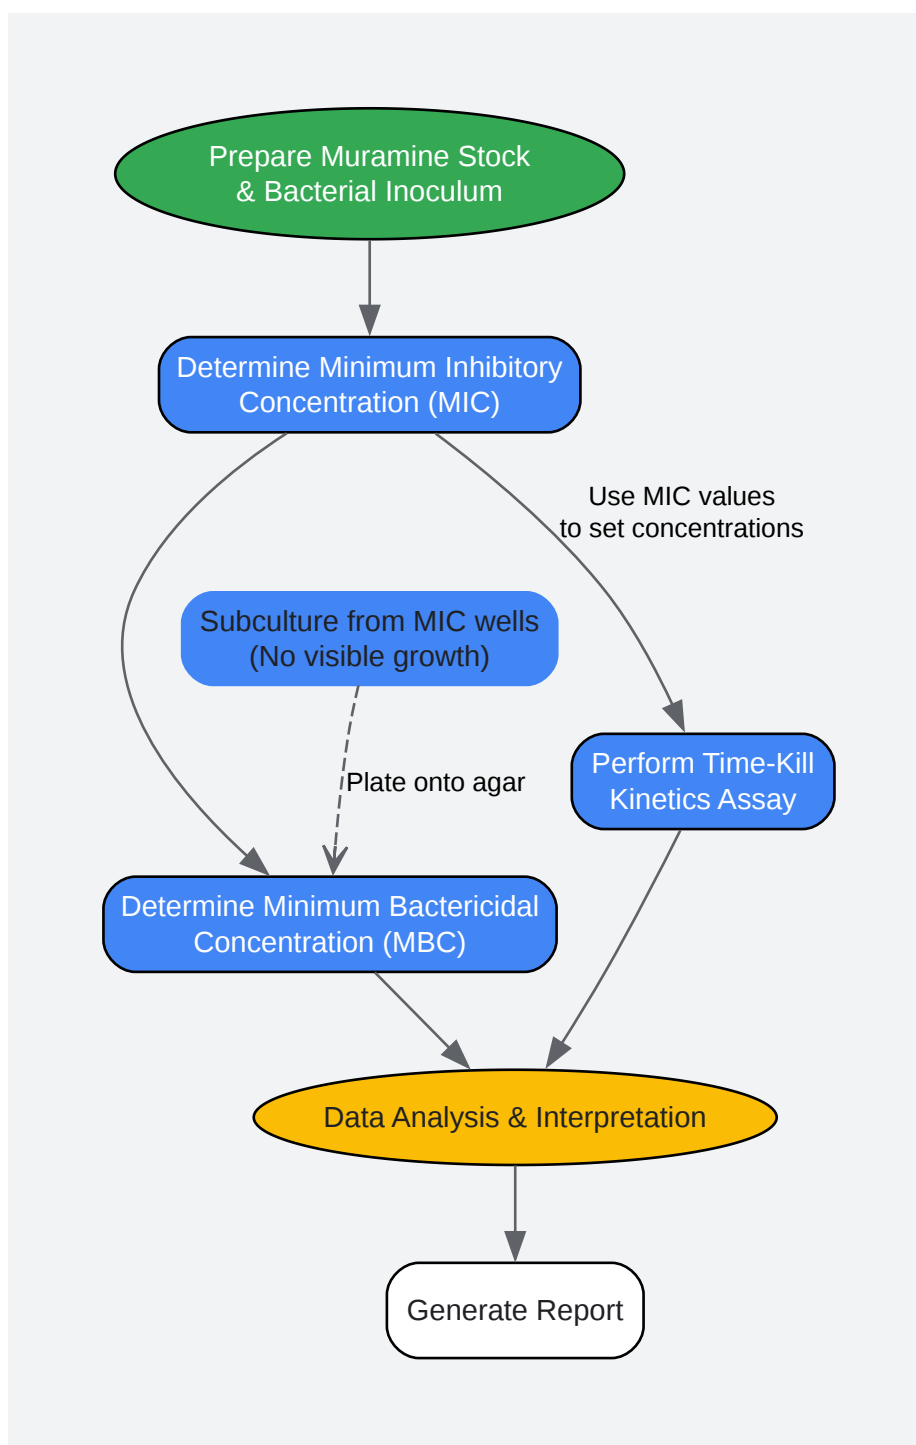 Prepare Muramine Stock
& Bacterial Inoculum
Determine Minimum Inhibitory
Concentration (MIC)
Use MIC values
to set concentrations
Subculture from MIC wells
(No visible growth)
Perform Time-Kill
Kinetics Assay
Plate onto agar
Determine Minimum Bactericidal
Concentration (MBC)
Data Analysis & Interpretation
Generate Report